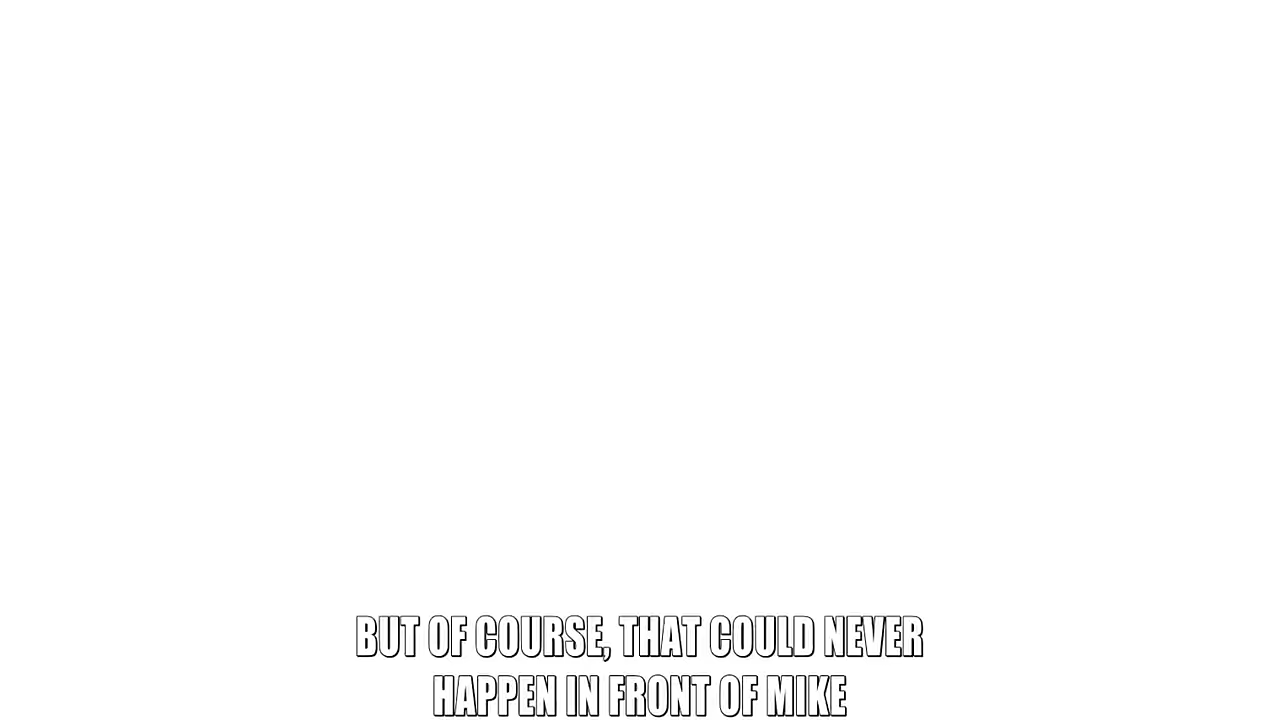 BUT OF COURSE, THAT COULD NEVER
HAPPEN IN FRONT OF MIKE